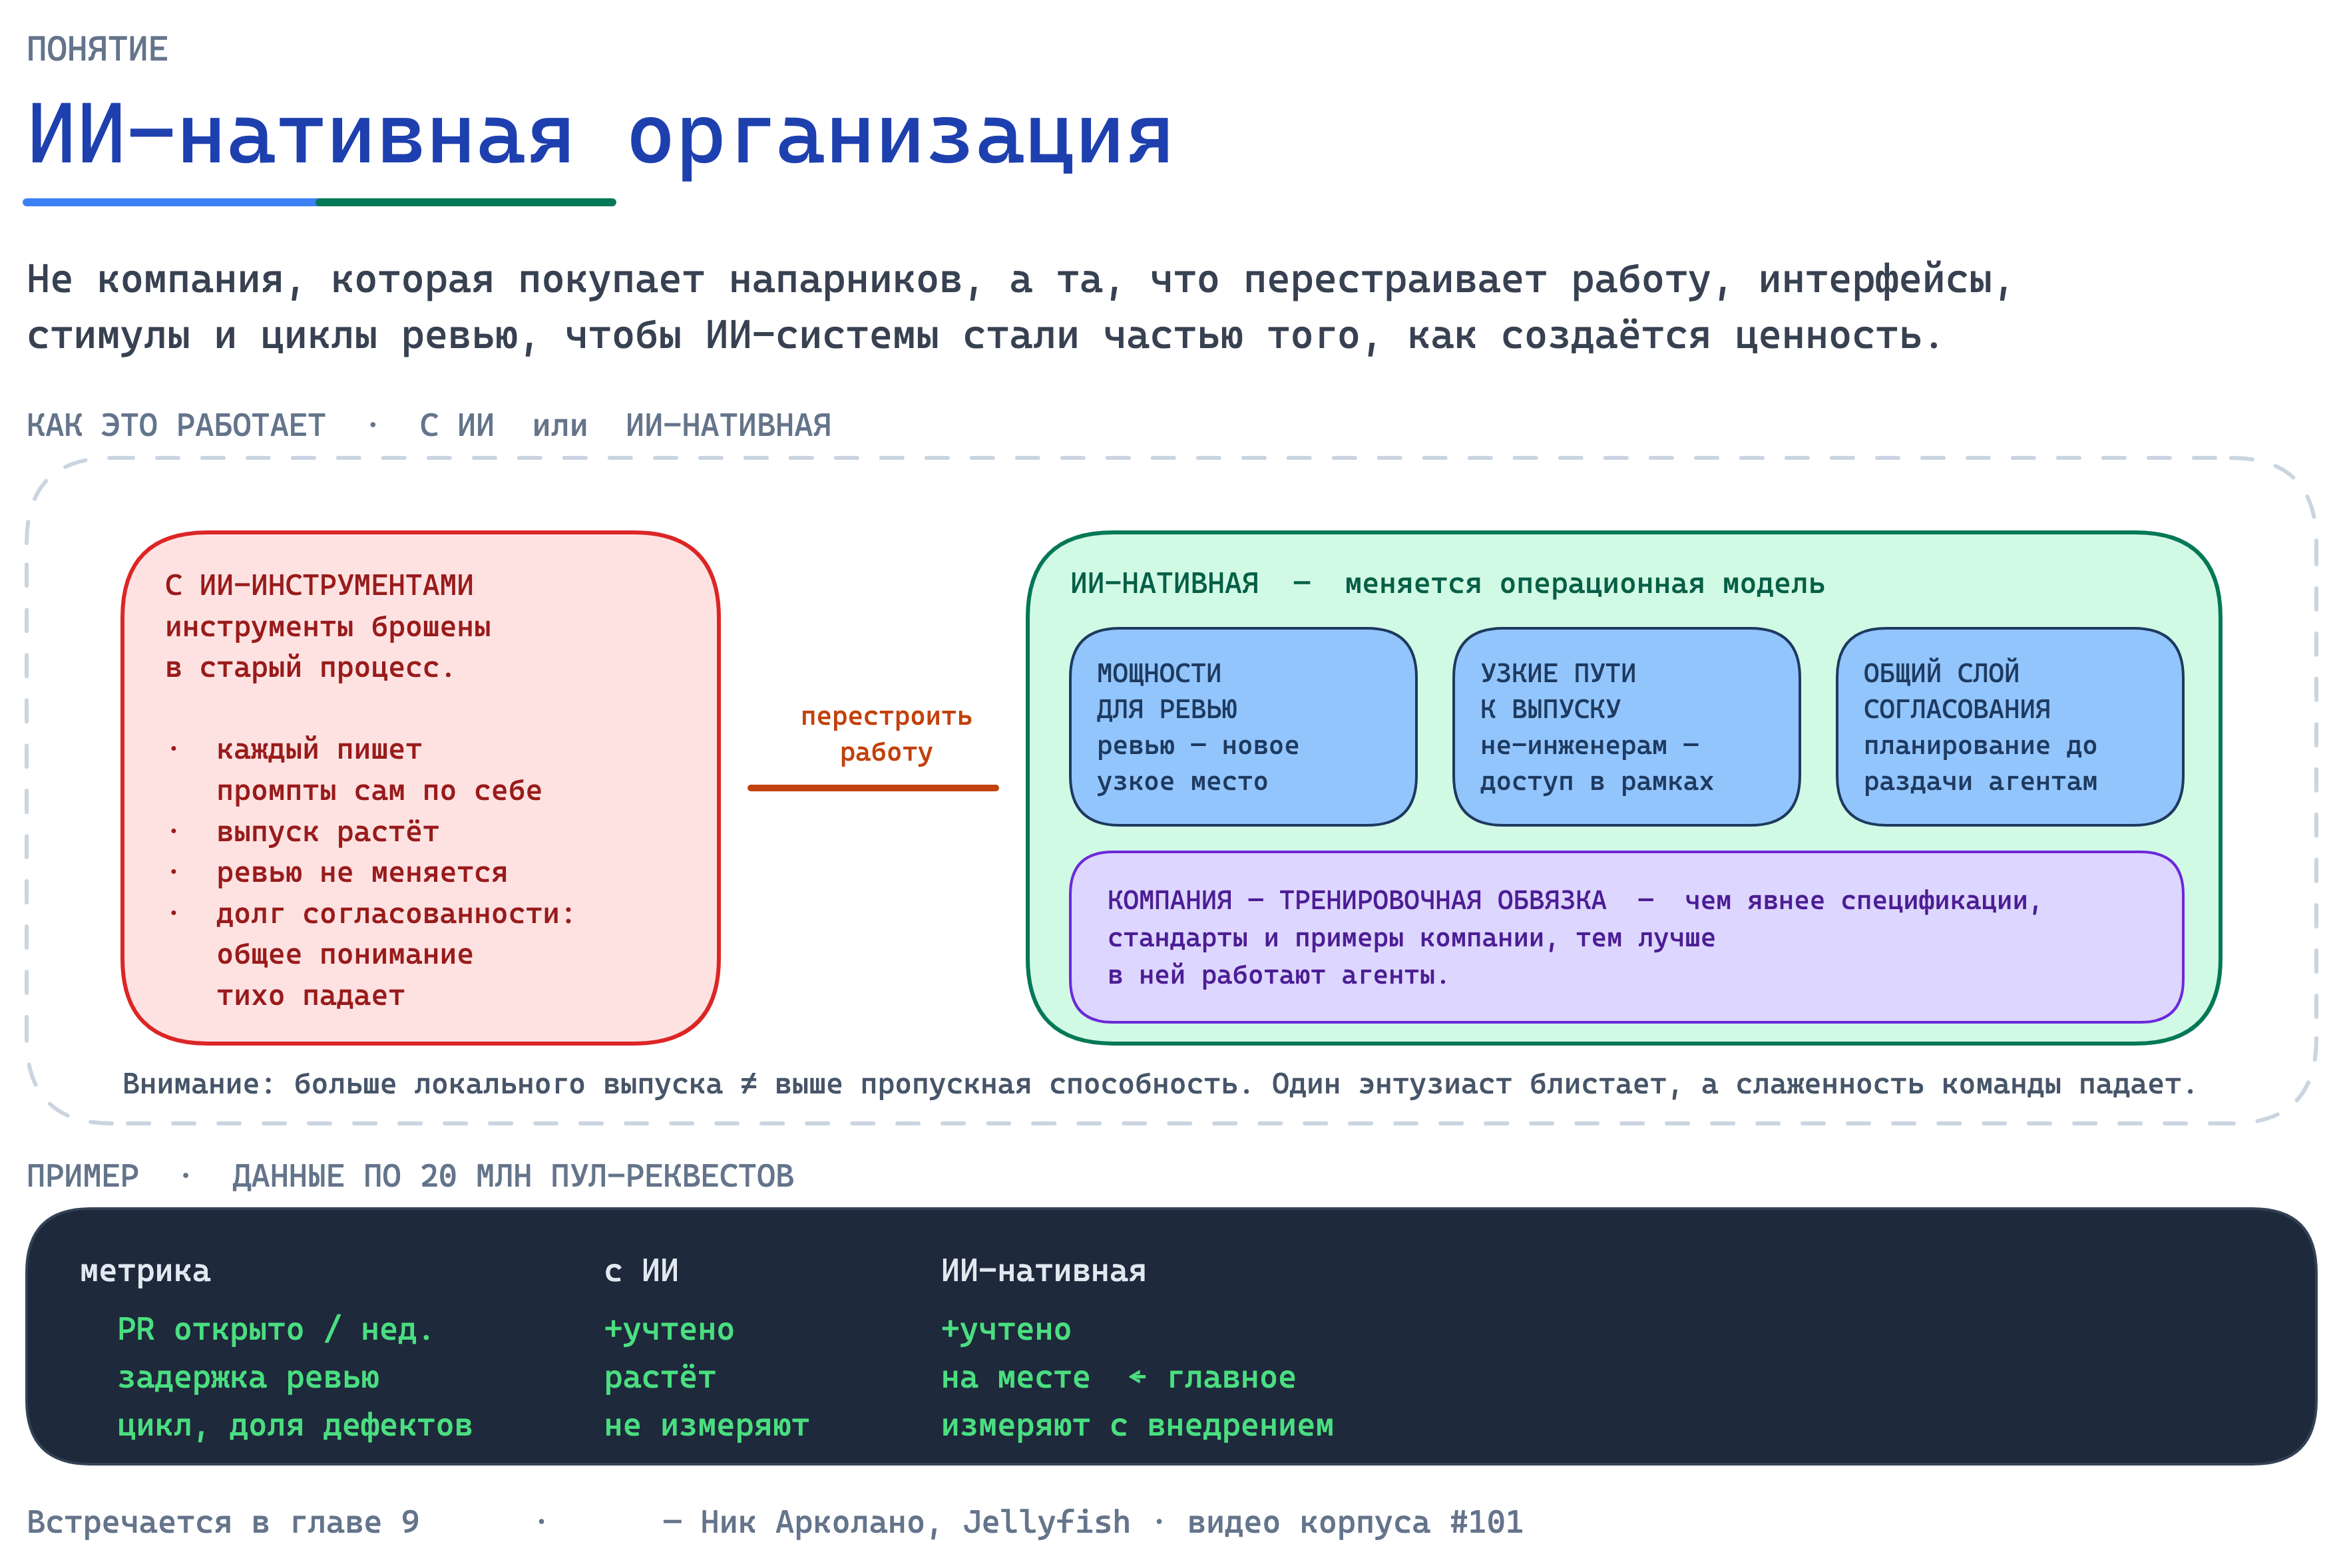 ПОНЯТИЕ
ИИ–нативная организация
Не компания, которая покупает напарников, а та, что перестраивает работу, интерфейсы,
стимулы и циклы ревью, чтобы ИИ–системы стали частью того, как создаётся ценность.
КАК ЭТО РАБОТАЕТ · С ИИ или ИИ–НАТИВНАЯ
С ИИ–ИНСТРУМЕНТАМИ
инструменты брошены
в старый процесс.
· каждый пишет
промпты сам по себе
· выпуск растёт
· ревью не меняется
· долг согласованности:
общее понимание
тихо падает
перестроить
работу
ИИ–НАТИВНАЯ — меняется операционная модель
МОЩНОСТИ
ДЛЯ РЕВЬЮ
ревью — новое
узкое место
УЗКИЕ ПУТИ
К ВЫПУСКУ
не–инженерам —
доступ в рамках
ОБЩИЙ СЛОЙ
СОГЛАСОВАНИЯ
планирование до
раздачи агентам
КОМПАНИЯ — ТРЕНИРОВОЧНАЯ ОБВЯЗКА — чем явнее спецификации,
стандарты и примеры компании, тем лучше
в ней работают агенты.
Внимание: больше локального выпуска ≠ выше пропускная способность. Один энтузиаст блистает, а слаженность команды падает.
ПРИМЕР · ДАННЫЕ ПО 20 МЛН ПУЛ–РЕКВЕСТОВ
метрика с ИИ ИИ–нативная
PR открыто / нед. +учтено +учтено
задержка ревью растёт на месте ← главное
цикл, доля дефектов не измеряют измеряют с внедрением
Встречается в главе 9 · — Ник Арколано, Jellyfish · видео корпуса #101